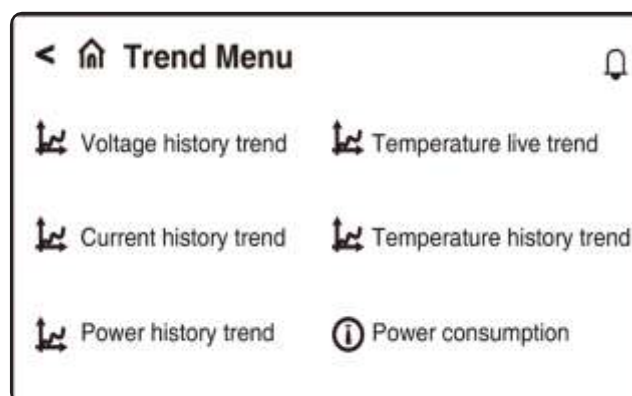 < Trend Menu
Voltage history trend
Temperature live trend
Current history trend
Temperature history trend
Power history trend
Power consumption